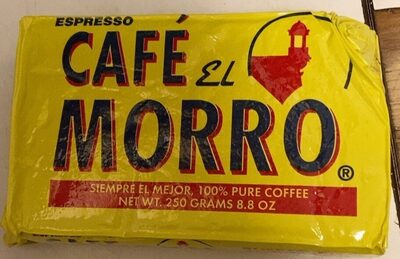 ESPRESSO
CAFÉ EL
MORRO®
SIEMPRE EL MEJOR, 100% PURE COFFEE
NET WT. 250 GRAMS 8.8 OZ